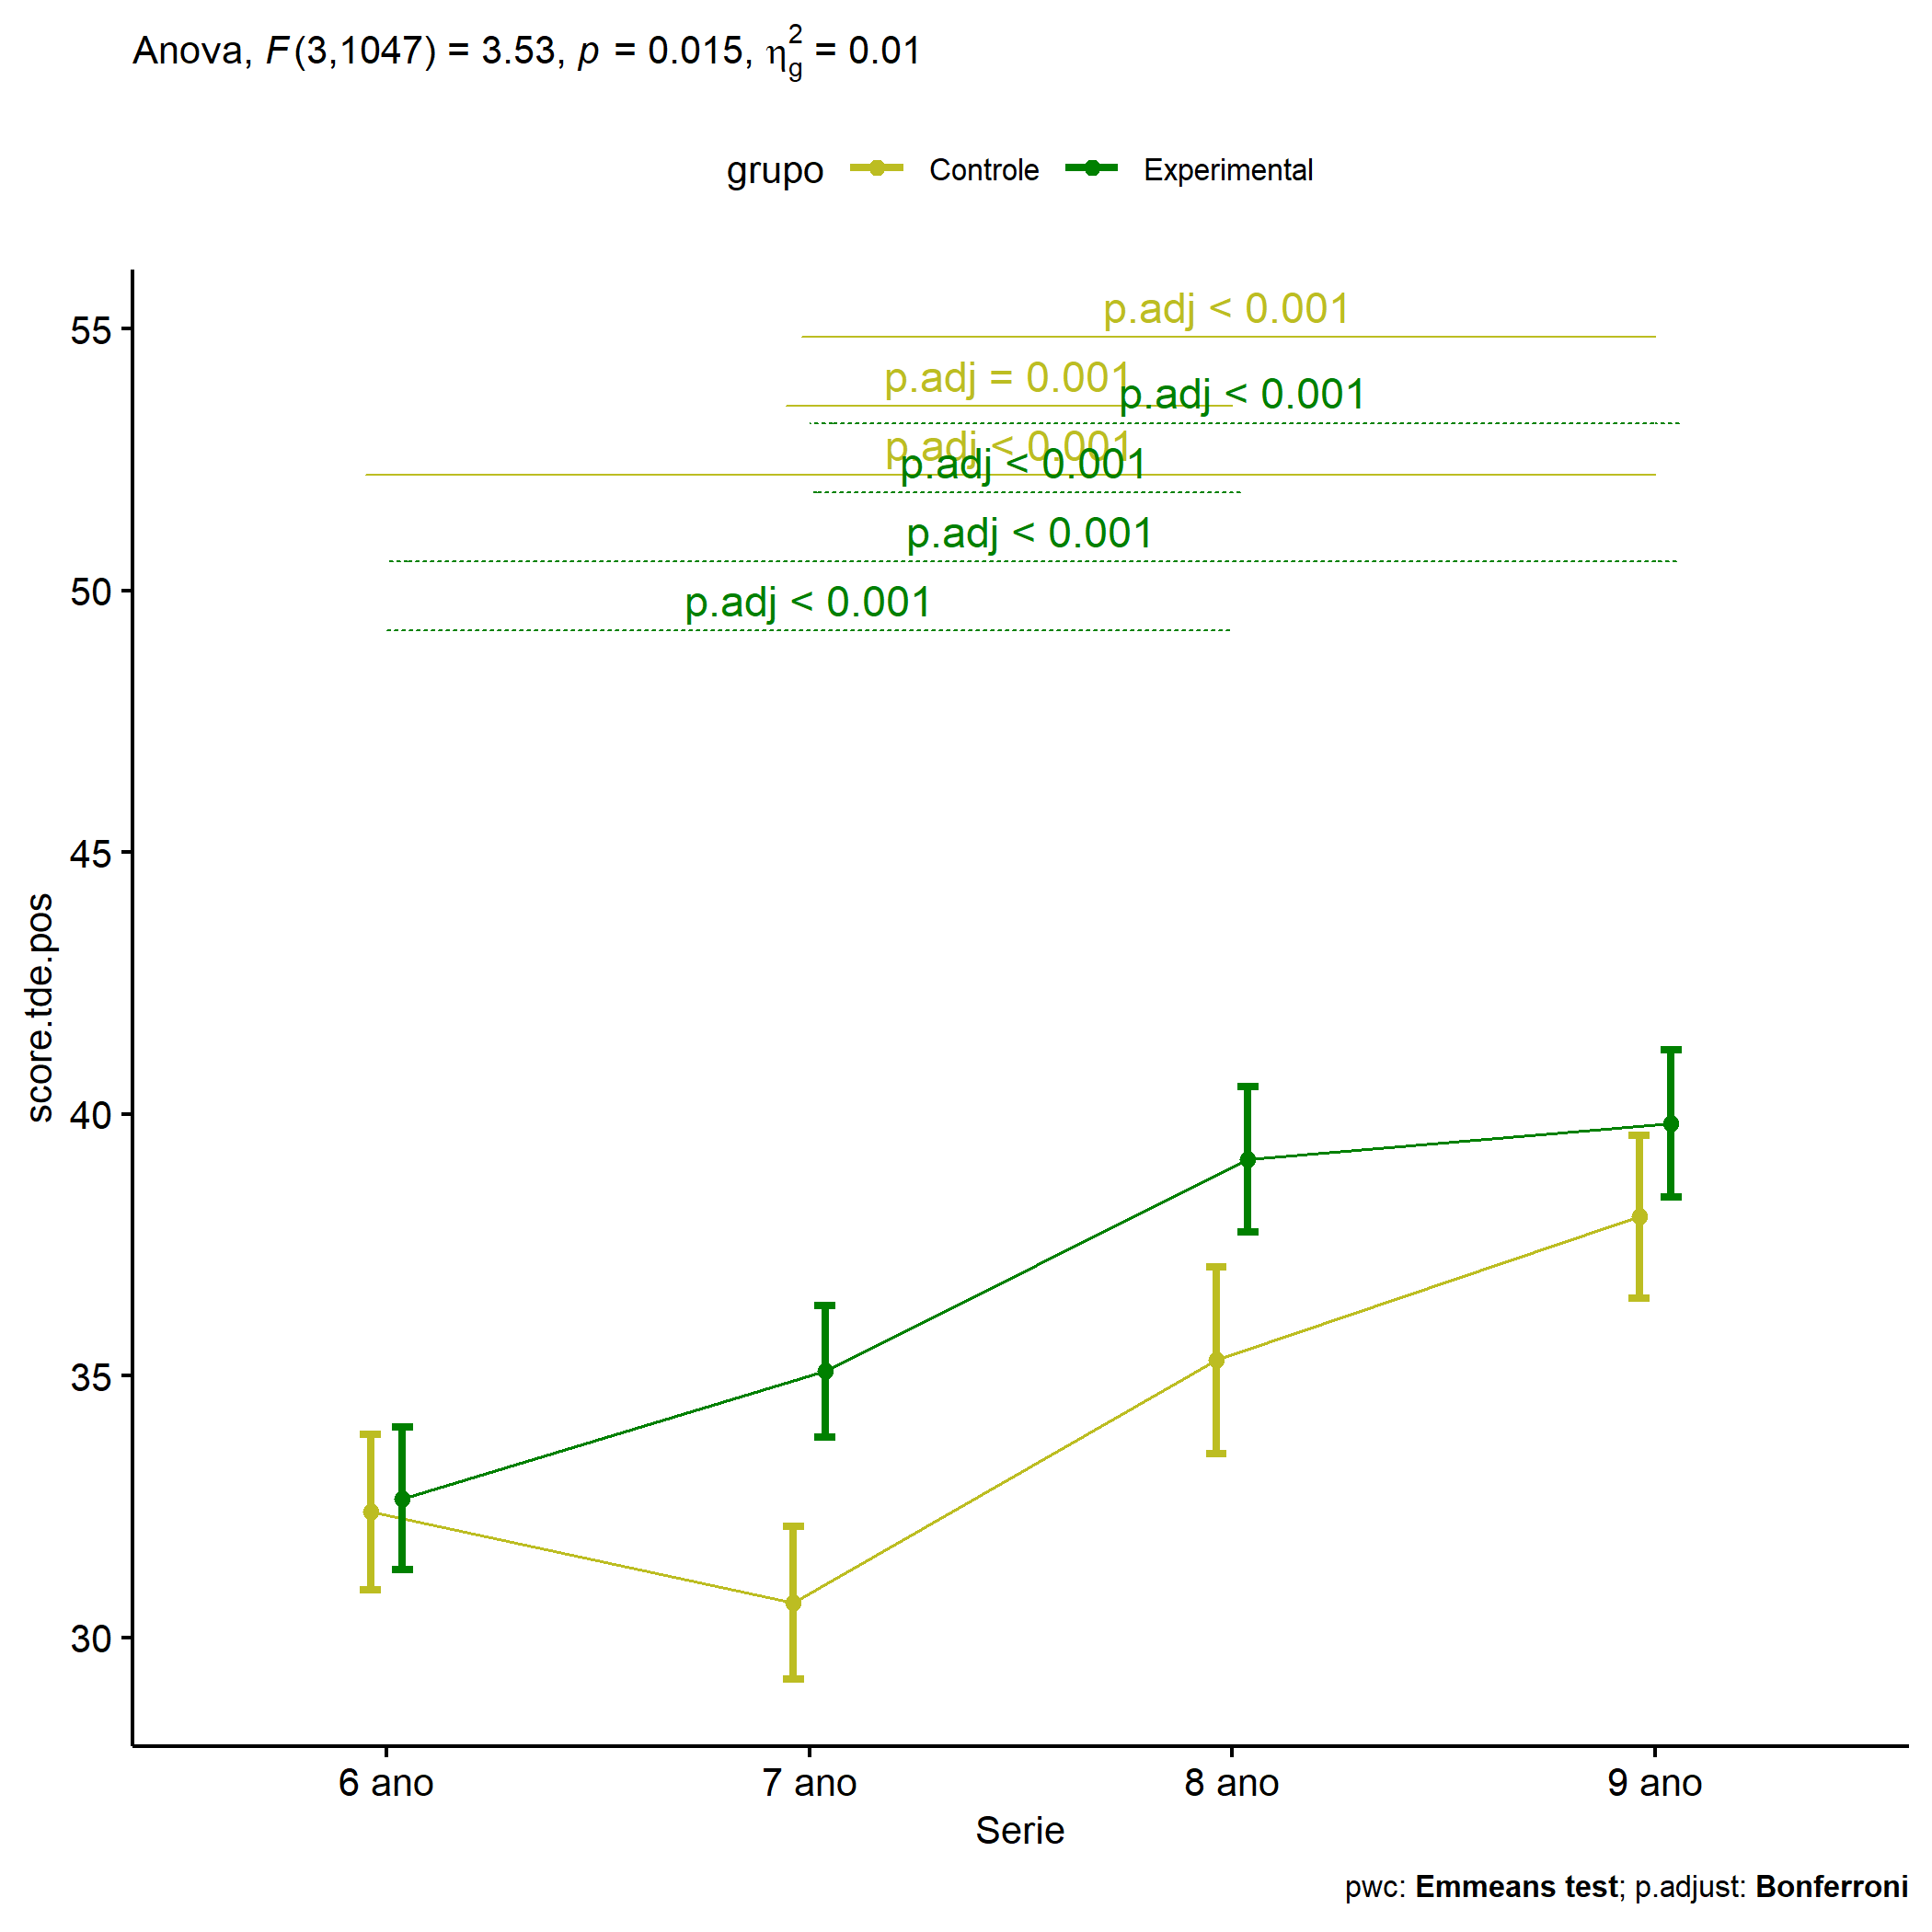 Anova, F(3,1047) = 3.53, p = 0.015, η²g = 0.01
grupo Controle Experimental
p.adj < 0.001
p.adj = 0.001
p.adj < 0.001
p.adj < 0.001
p.adj < 0.001
p.adj < 0.001
p.adj < 0.001
55
50
45
40
35
30
score.tde.pos
6 ano 7 ano 8 ano 9 ano
Serie
pwc: Emmeans test; p.adjust: Bonferroni